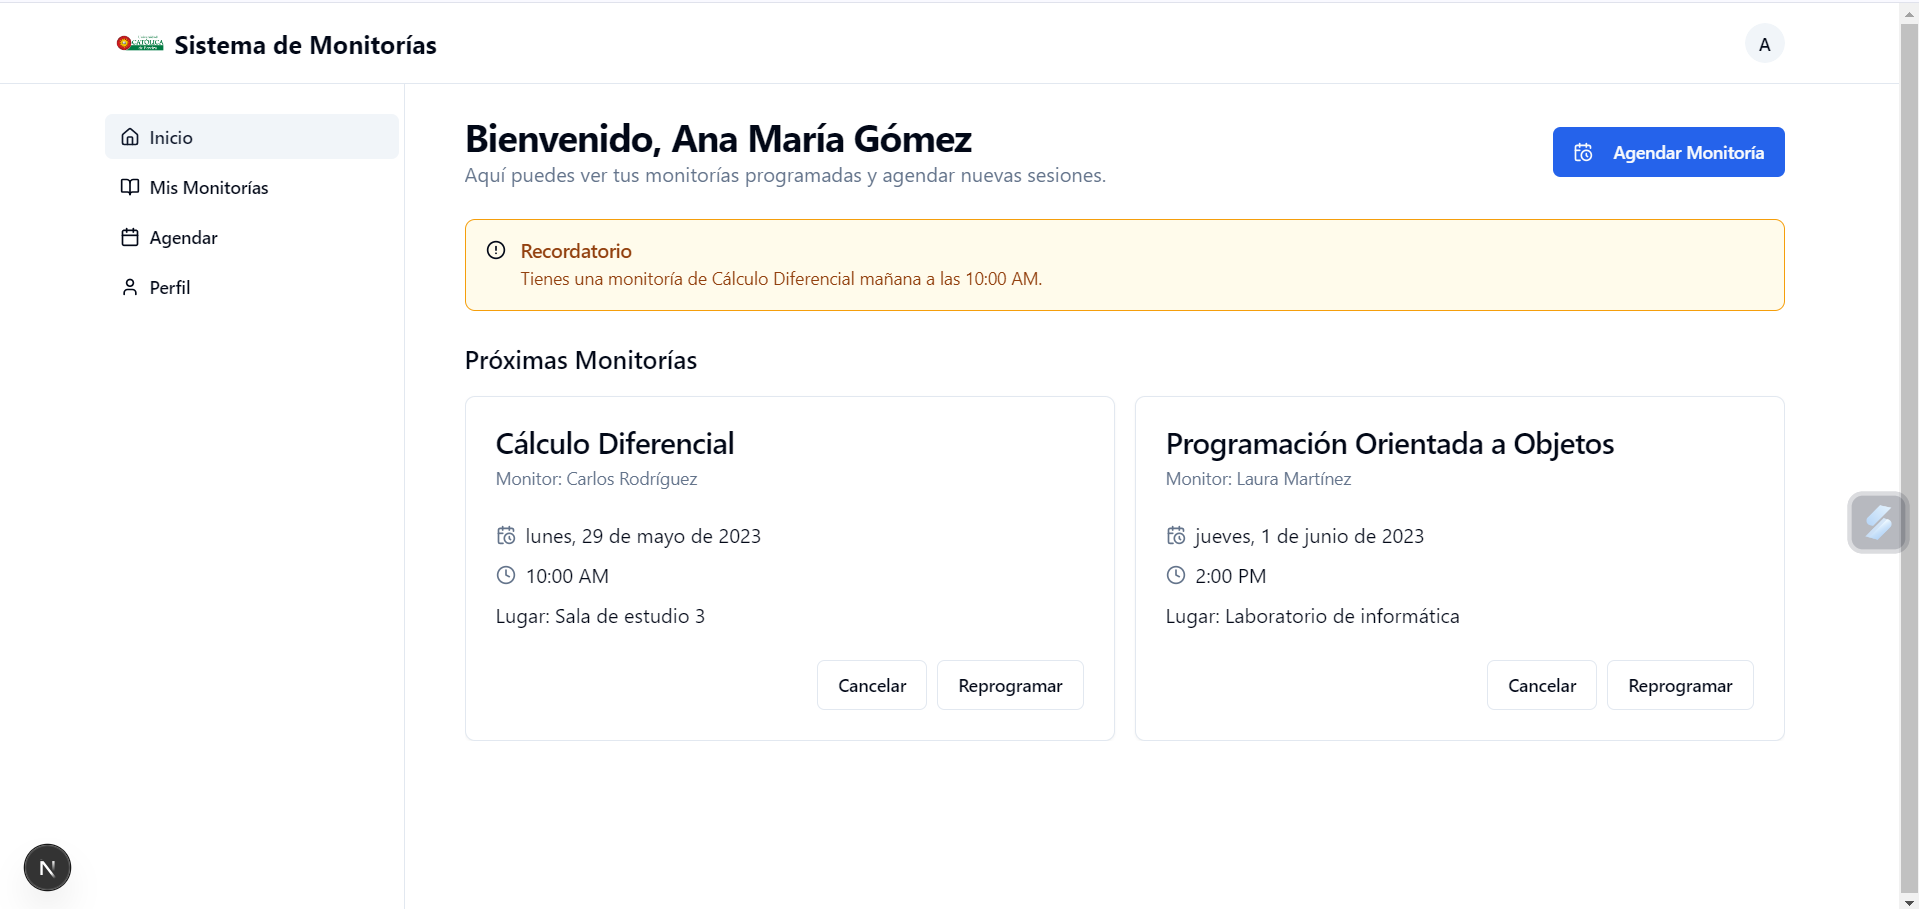 CATÓLICA
Sistema de Monitorías
A
Inicio
Mis Monitorías
Agendar
Perfil
Bienvenido, Ana María Gómez
Aquí puedes ver tus monitorías programadas y agendar nuevas sesiones.
Agendar Monitoría
Recordatorio
Tienes una monitoría de Cálculo Diferencial mañana a las 10:00 AM.
Próximas Monitorías
Cálculo Diferencial
Monitor: Carlos Rodríguez
lunes, 29 de mayo de 2023
10:00 AM
Lugar: Sala de estudio 3
Cancelar
Reprogramar
Programación Orientada a Objetos
Monitor: Laura Martínez
jueves, 1 de junio de 2023
2:00 PM
Lugar: Laboratorio de informática
Cancelar
Reprogramar
N